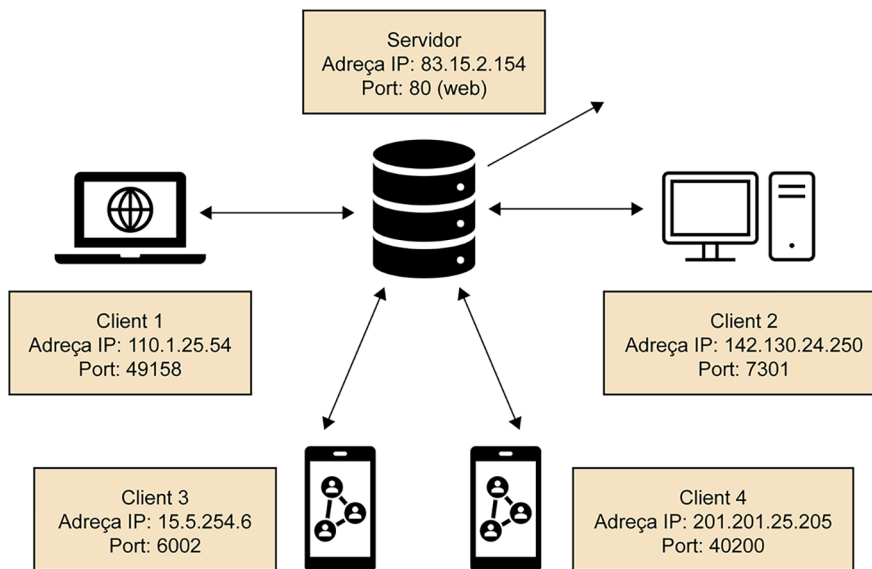 Servidor
Adreça IP: 83.15.2.154
Port: 80 (web)
Client 1
Adreça IP: 110.1.25.54
Port: 49158
Client 2
Adreça IP: 142.130.24.250
Port: 7301
Client 3
Adreça IP: 15.5.254.6
Port: 6002
Client 4
Adreça IP: 201.201.25.205
Port: 40200